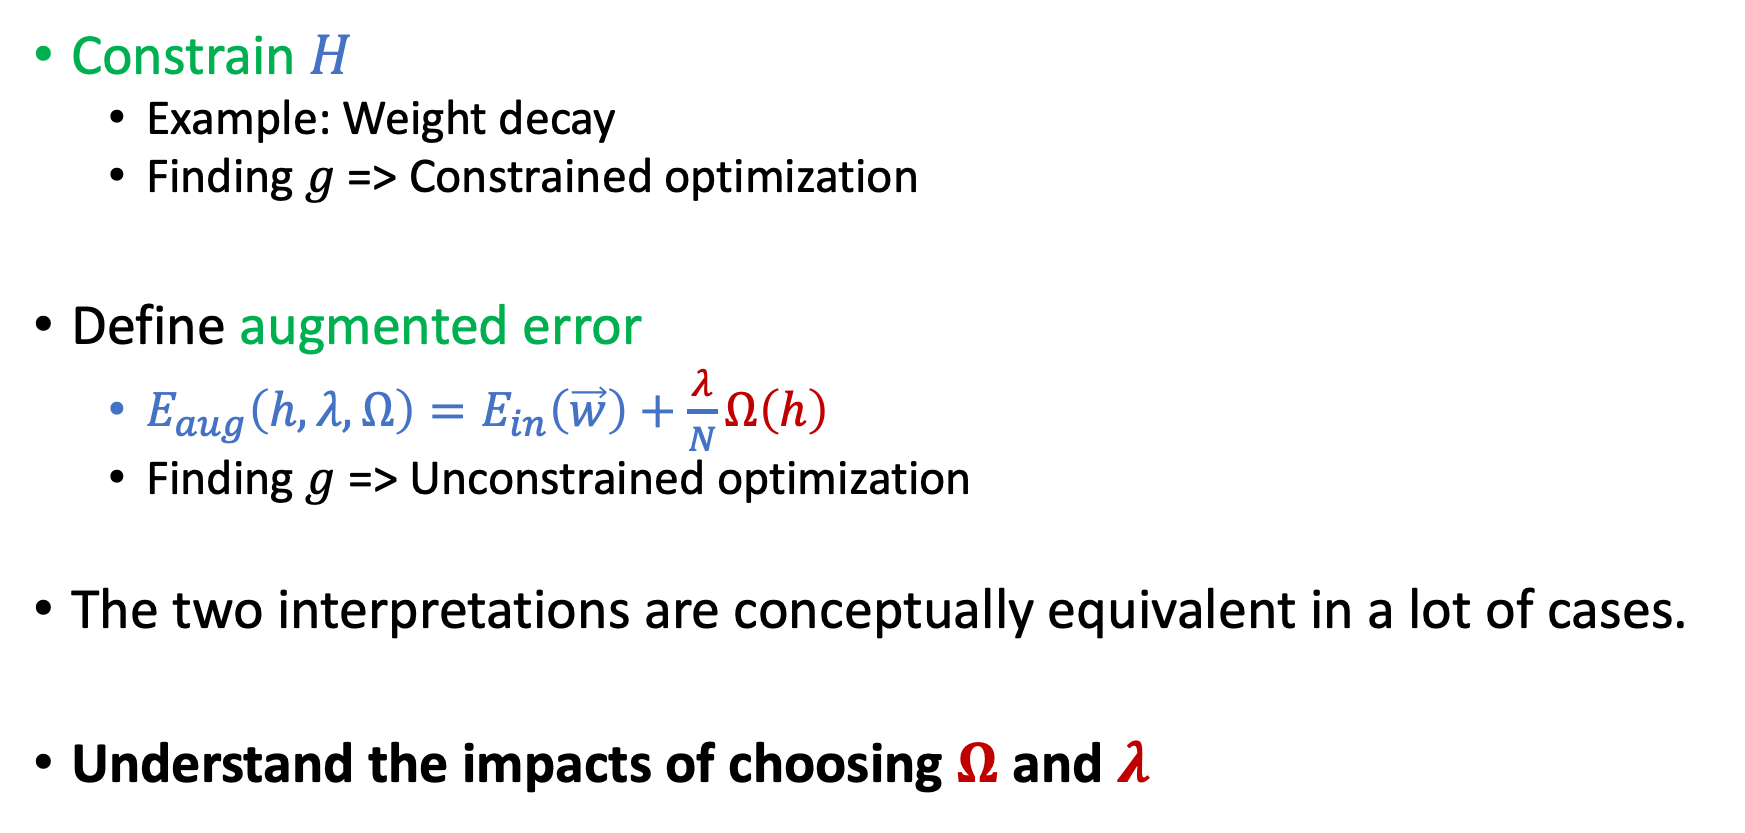 • Constrain H
• Example: Weight decay
• Finding g => Constrained optimization
• Define augmented error
• E_aug(h, λ, Ω) = E_in(w⃗) + λ/N Ω(h)
• Finding g => Unconstrained optimization
• The two interpretations are conceptually equivalent in a lot of cases.
• Understand the impacts of choosing Ω and λ